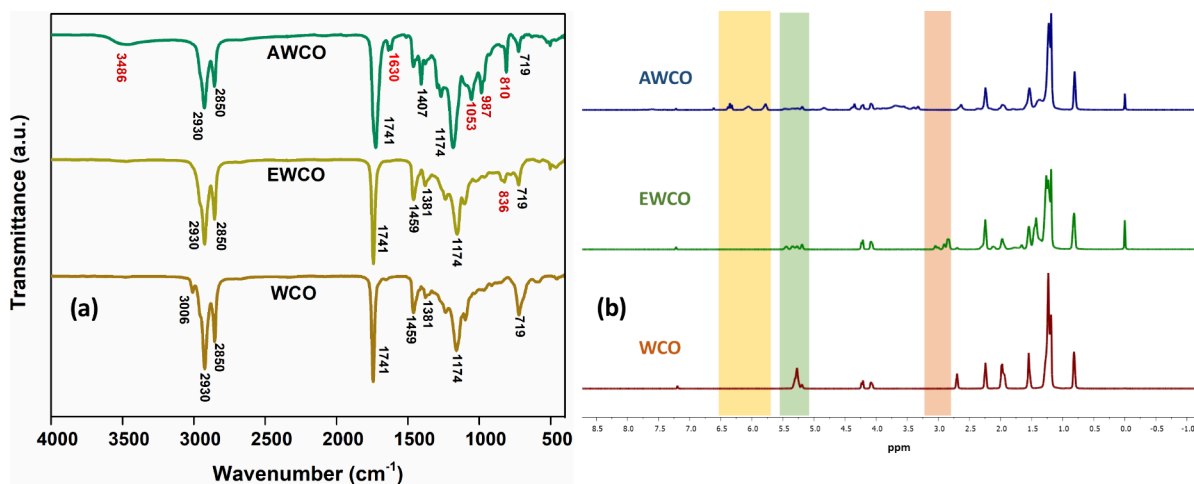 (a)
Transmittance (a.u.)
AWCO
3486
2930
2850
1741
1630
1407
1174
1053
987
810
719
EWCO
2930
2850
1741
1459
1381
1174
836
719
WCO
3006
2930
2850
1741
1459
1381
1174
719
4000 3500 3000 2500 2000 1500 1000 500
Wavenumber (cm-1)
(b)
AWCO
EWCO
WCO
8.5 8.0 7.5 7.0 6.5 6.0 5.5 5.0 4.5 4.0 3.5 3.0 2.5 2.0 1.5 1.0 0.5 0.0 -0.5 -1.0
ppm